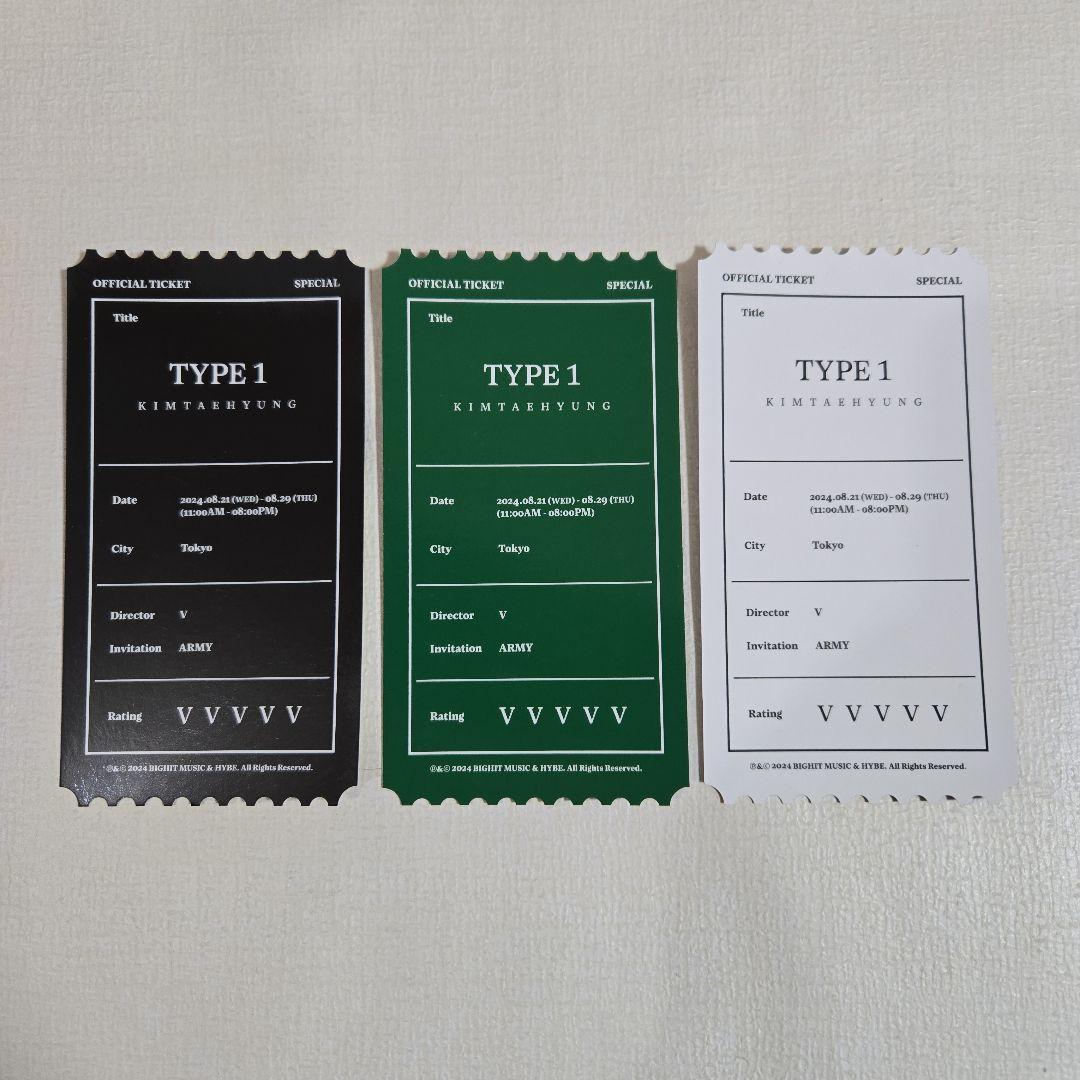 OFFICIAL TICKET SPECIAL
Title
TYPE 1
KIMTAEHYUNG
Date 2024.08.21 (WED) - 08.29 (THU)
(11:00AM - 08:00PM)
City Tokyo
Director V
Invitation ARMY
Rating V V V V V
℗&© 2024 BIGHIT MUSIC & HYBE. All Rights Reserved.
OFFICIAL TICKET SPECIAL
Title
TYPE 1
KIMTAEHYUNG
Date 2024.08.21 (WED) - 08.29 (THU)
(11:00AM - 08:00PM)
City Tokyo
Director V
Invitation ARMY
Rating V V V V V
℗&© 2024 BIGHIT MUSIC & HYBE. All Rights Reserved.
OFFICIAL TICKET SPECIAL
Title
TYPE 1
KIMTAEHYUNG
Date 2024.08.21 (WED) - 08.29 (THU)
(11:00AM - 08:00PM)
City Tokyo
Director V
Invitation ARMY
Rating V V V V V
℗&© 2024 BIGHIT MUSIC & HYBE. All Rights Reserved.